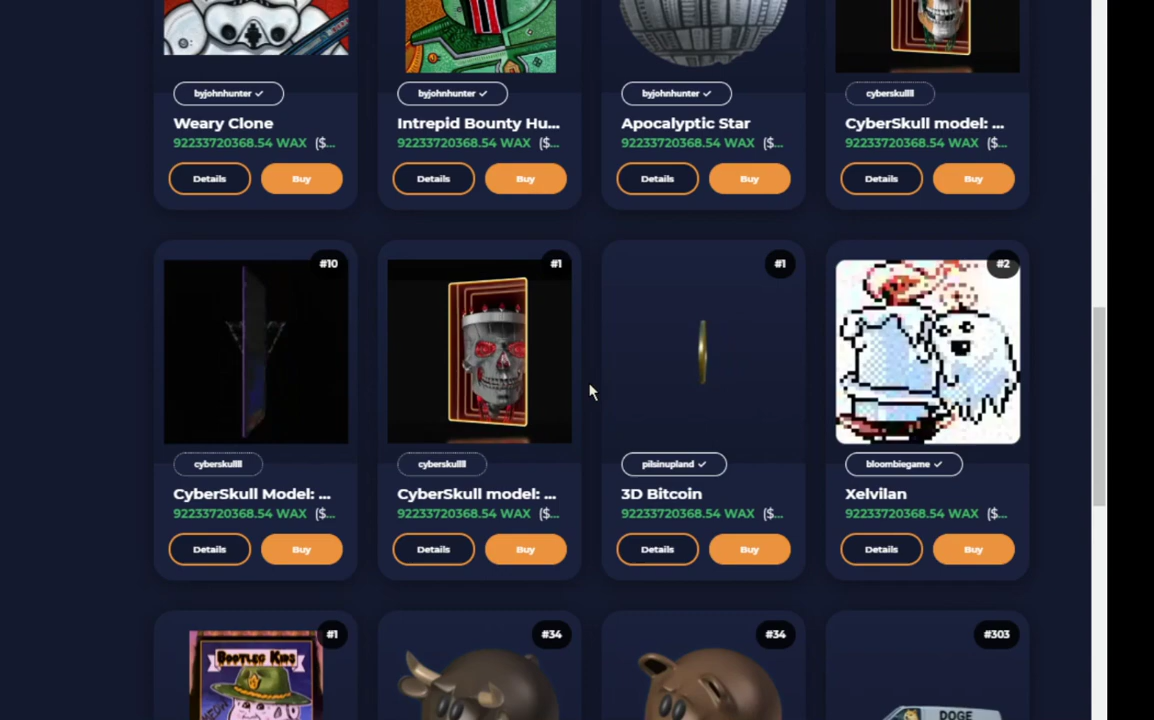 byjohnhunter
byjohnhunter
byjohnhunter
cyberskullll
Weary Clone
Intrepid Bounty Hu...
Apocalyptic Star
CyberSkull model: ...
92233720368.54 WAX ($...
92233720368.54 WAX ($...
92233720368.54 WAX ($...
92233720368.54 WAX ($...
Details
Buy
Details
Buy
Details
Buy
Details
Buy
#10
#1
#1
#2
cyberskullll
cyberskullll
pilsinupland
bloombiegame
CyberSkull Model: ...
CyberSkull model: ...
3D Bitcoin
Xelvilan
92233720368.54 WAX ($...
92233720368.54 WAX ($...
92233720368.54 WAX ($...
92233720368.54 WAX ($...
Details
Buy
Details
Buy
Details
Buy
Details
Buy
#1
#34
#34
#303
BOOTLEG KING
DOGE